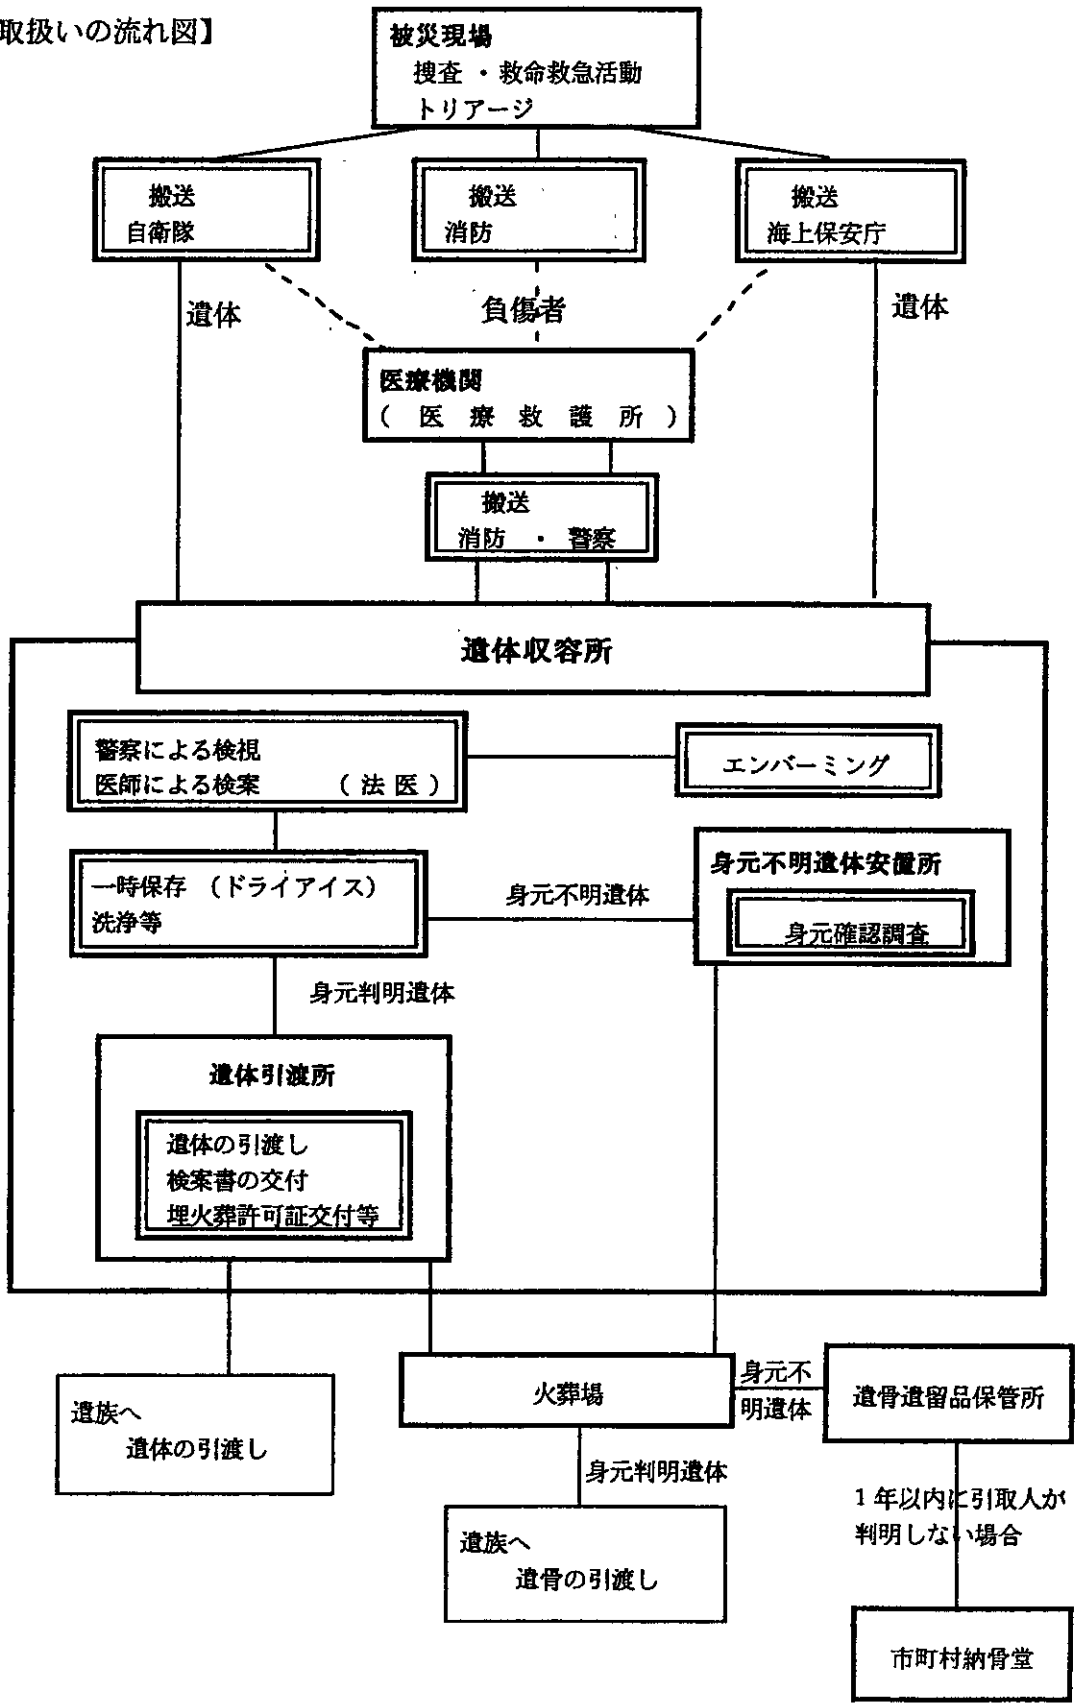 取扱いの流れ図】
被災現場
捜査 ・救命救急活動
トリアージ
搬送
自衛隊
搬送
消防
搬送
海上保安庁
遺体
負傷者
遺体
医療機関
( 医 療 救 護 所 )
搬送
消防 ・ 警察
遺体収容所
警察による検視
医師による検案 (法医)
エンバーミング
一時保存 (ドライアイス)
洗浄等
身元不明遺体
身元不明遺体安置所
身元確認調査
身元判明遺体
遺体引渡所
遺体の引渡し
検案書の交付
埋火葬許可証交付等
遺族へ
遺体の引渡し
火葬場
身元不
明遺体
遺骨遺留品保管所
身元判明遺体
遺族へ
遺骨の引渡し
1年以内に引取人が
判明しない場合
市町村納骨堂